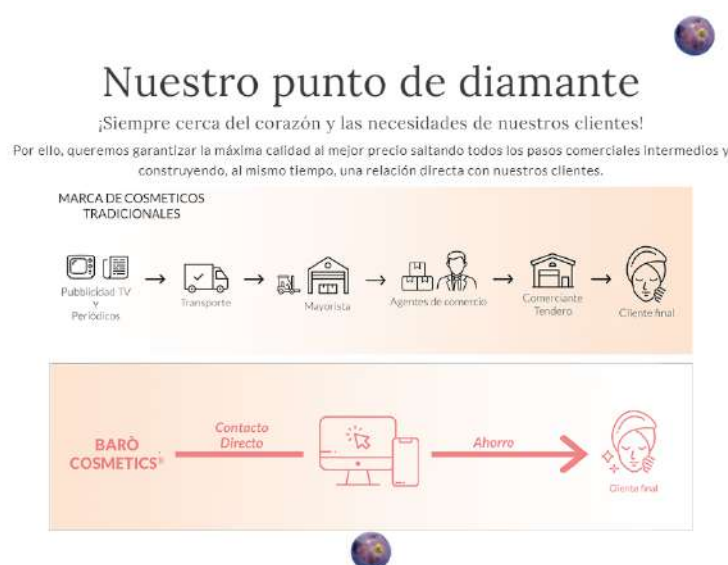 Nuestro punto de diamante
¡Siempre cerca del corazón y las necesidades de nuestros clientes!
Por ello, queremos garantizar la máxima calidad al mejor precio saltando todos los pasos comerciales intermedios y
construyendo, al mismo tiempo, una relación directa con nuestros clientes.
MARCA DE COSMETICOS
TRADICIONALES
Pubblicidad TV
y
Periódicos
Transporte
Mayorista
Agentes de comercio
Comerciante
Tendero
Cliente final
BARÒ
COSMETICS®
Contacto
Directo
Ahorro
Cliente final